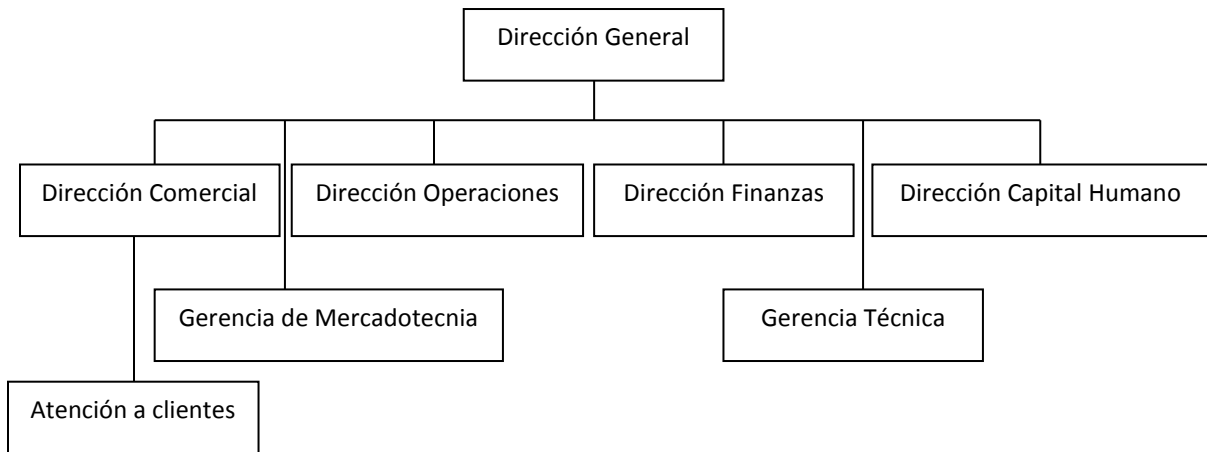 Dirección General
Dirección Comercial
Dirección Operaciones
Dirección Finanzas
Dirección Capital Humano
Gerencia de Mercadotecnia
Gerencia Técnica
Atención a clientes